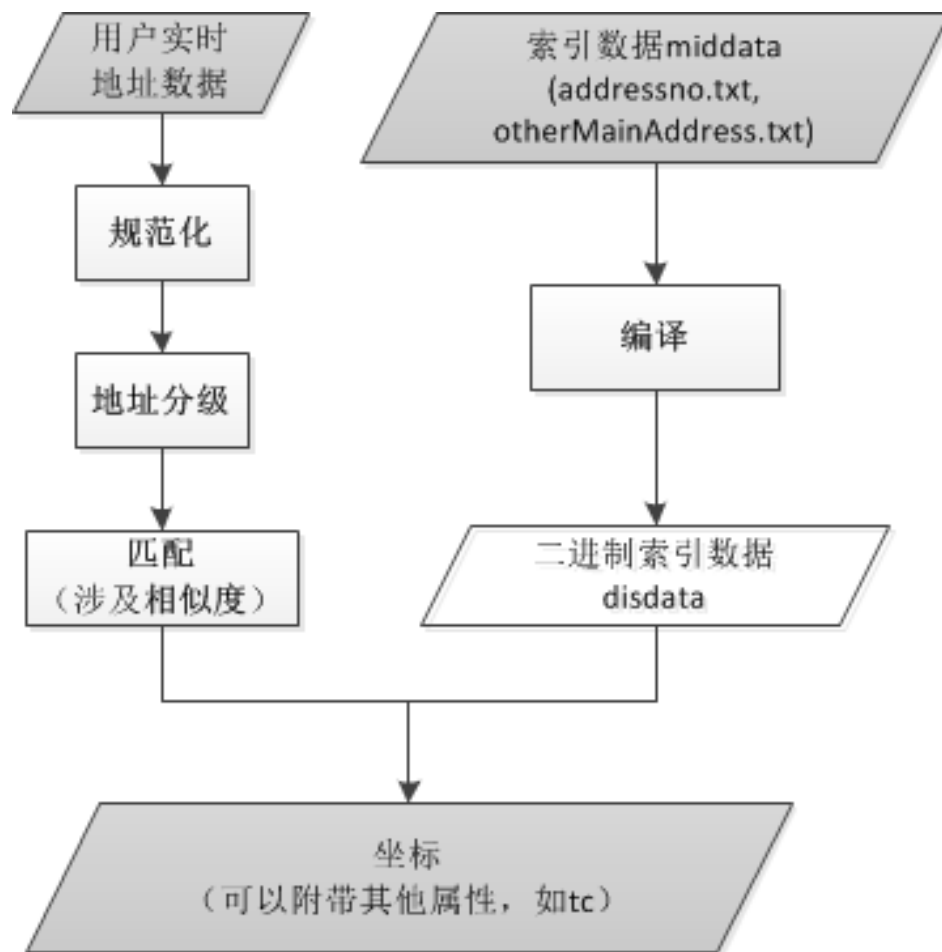 用户实时
地址数据
索引数据middata
(addressno.txt,
otherMainAddress.txt)
规范化
编译
地址分级
匹配
（涉及相似度）
二进制索引数据
disdata
坐标
（可以附带其他属性，如tc）